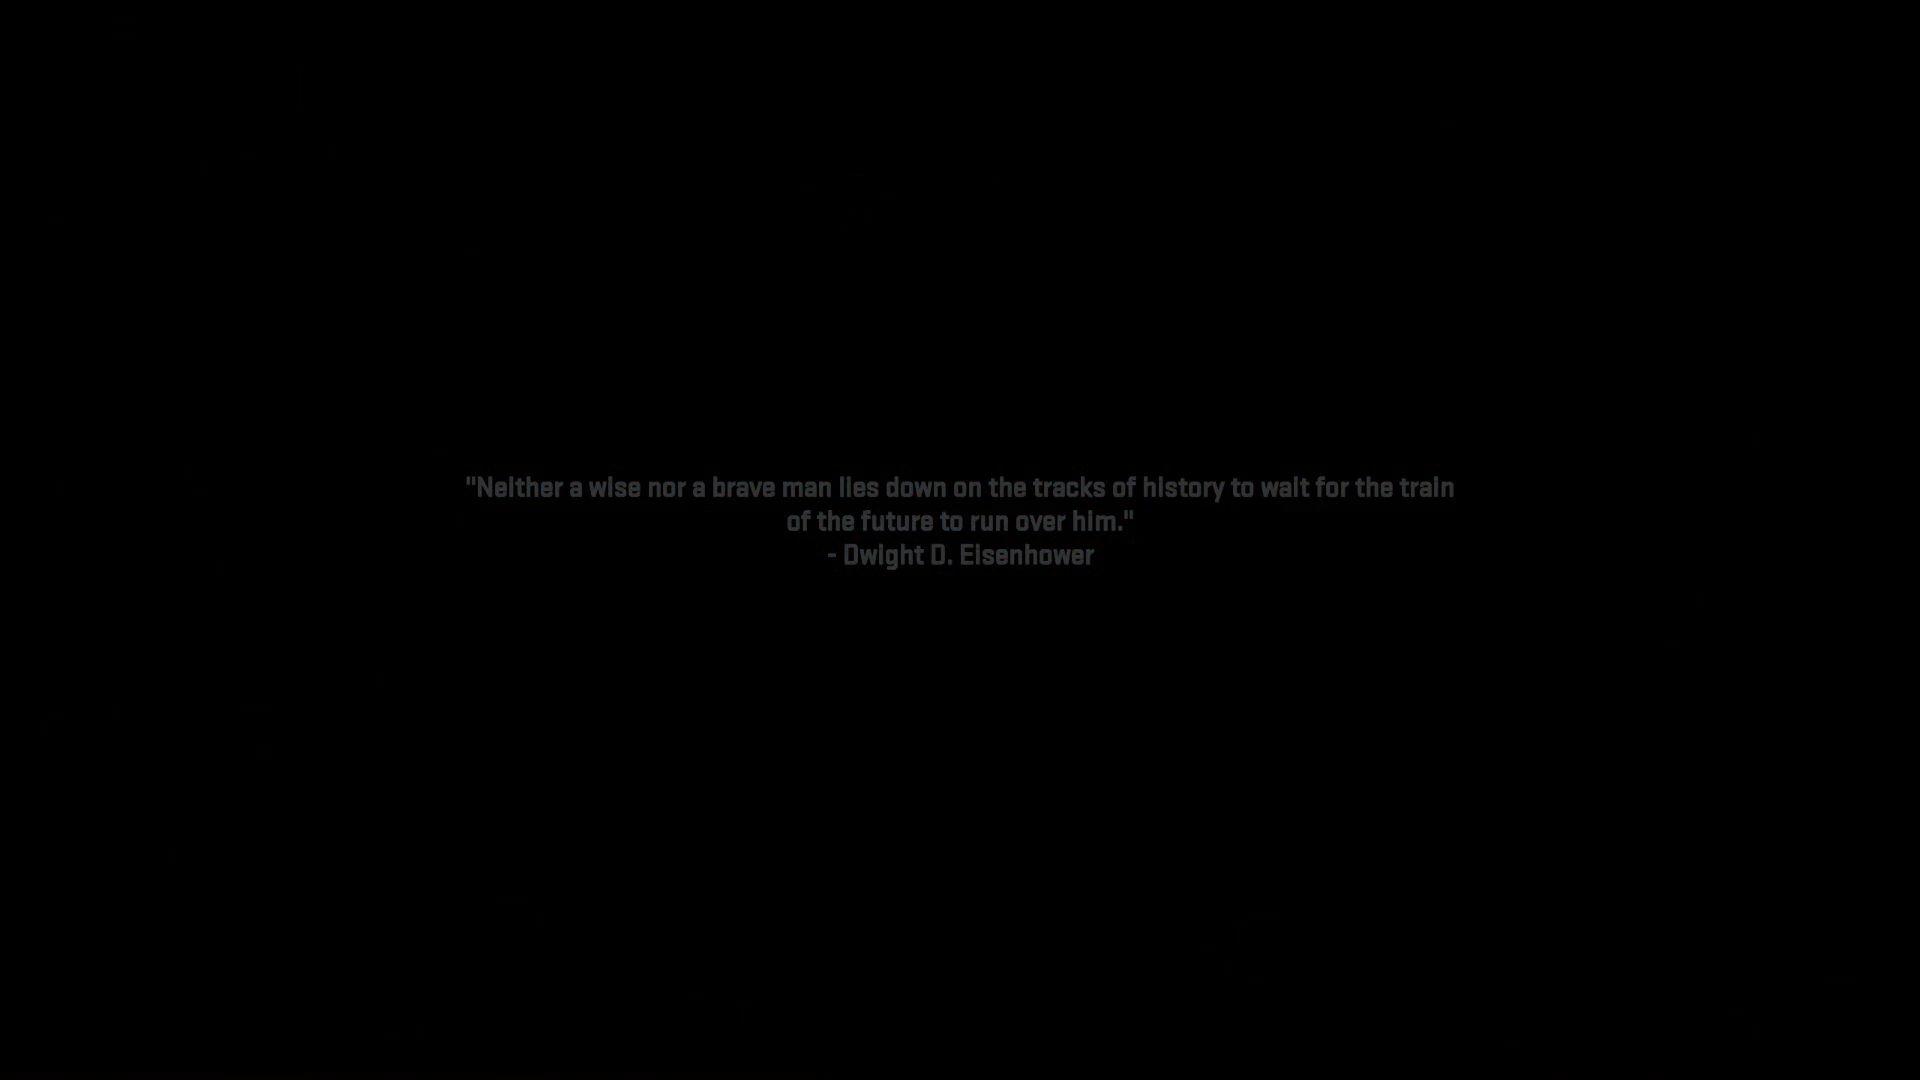 "Neither a wise nor a brave man lies down on the tracks of history to wait for the train
of the future to run over him."
- Dwight D. Eisenhower